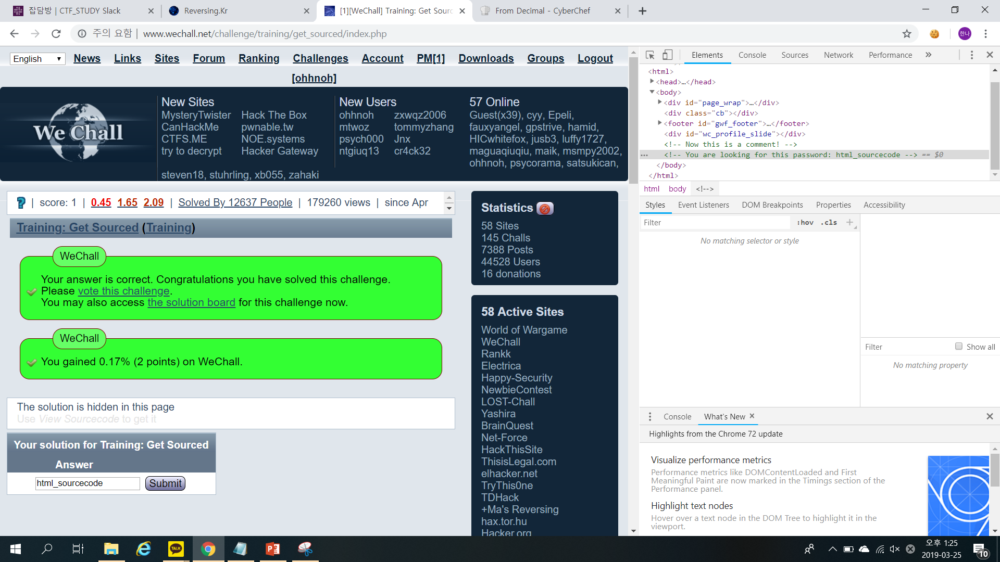 잡담방 | CTF_STUDY Slack
Reversing.Kr
[1][WeChall] Training: Get Sourc
From Decimal - CyberChef
주의 요함 | www.wechall.net/challenge/training/get_sourced/index.php
한나
English
News Links Sites Forum Ranking Challenges Account PM[1] Downloads Groups Logout
[ohhnoh]
We Chall
New Sites
MysteryTwister Hack The Box
CanHackMe pwnable.tw
CTFS.ME NOE.systems
try to decrypt Hacker Gateway
New Users
ohhnoh zxwqz2006
mtwoz tommyzhang
psych000 Jnx
ntgiuq13 cr4ck32
57 Online
Guest(x39), cyy, Epeli,
fauxyangel, gpstrive, hamid,
HICwhitefox, jusb3, luffy1727,
maguaqiuqiu, maik, msmpy2002,
ohhnoh, psycorama, satsukican,
steven18, stuhrling, xb055, zahaki
? | score: 1 | 0.45 1.65 2.09 | Solved By 12637 People | 179260 views | since Apr
Training: Get Sourced (Training)
WeChall
Your answer is correct. Congratulations you have solved this challenge.
Please vote this challenge.
You may also access the solution board for this challenge now.
WeChall
You gained 0.17% (2 points) on WeChall.
The solution is hidden in this page
Use View Sourcecode to get it
Your solution for Training: Get Sourced
Answer
html_sourcecode Submit
Statistics
58 Sites
145 Challs
7388 Posts
44528 Users
16 donations
58 Active Sites
World of Wargame
WeChall
Rankk
Electrica
Happy-Security
NewbieContest
LOST-Chall
Yashira
BrainQuest
Net-Force
HackThisSite
ThisisLegal.com
elhacker.net
TryThis0ne
TDHack
+Ma's Reversing
hax.tor.hu
Hacker.org
Elements Console Sources Network Performance »
<html>
<head>…</head>
<body>
<div id="page_wrap">…</div>
<div class="cb"></div>
<footer id="gwf_footer">…</footer>
<div id="wc_profile_slide"></div>
<!-- Now this is a comment! -->
<!-- You are looking for this password: html_sourcecode --> == $0
</body>
</html>
html body <!-->
Styles Event Listeners DOM Breakpoints Properties Accessibility
Filter :hov .cls +
No matching selector or style
Filter Show all
No matching property
Console What's New
Highlights from the Chrome 72 update
Visualize performance metrics
Performance metrics like DOMContentLoaded and First
Meaningful Paint are now marked in the Timings section of the
Performance panel.
Highlight text nodes
Hover over a text node in the DOM Tree to highlight it in the
viewport.
TALK
오후 1:25
2019-03-25
10